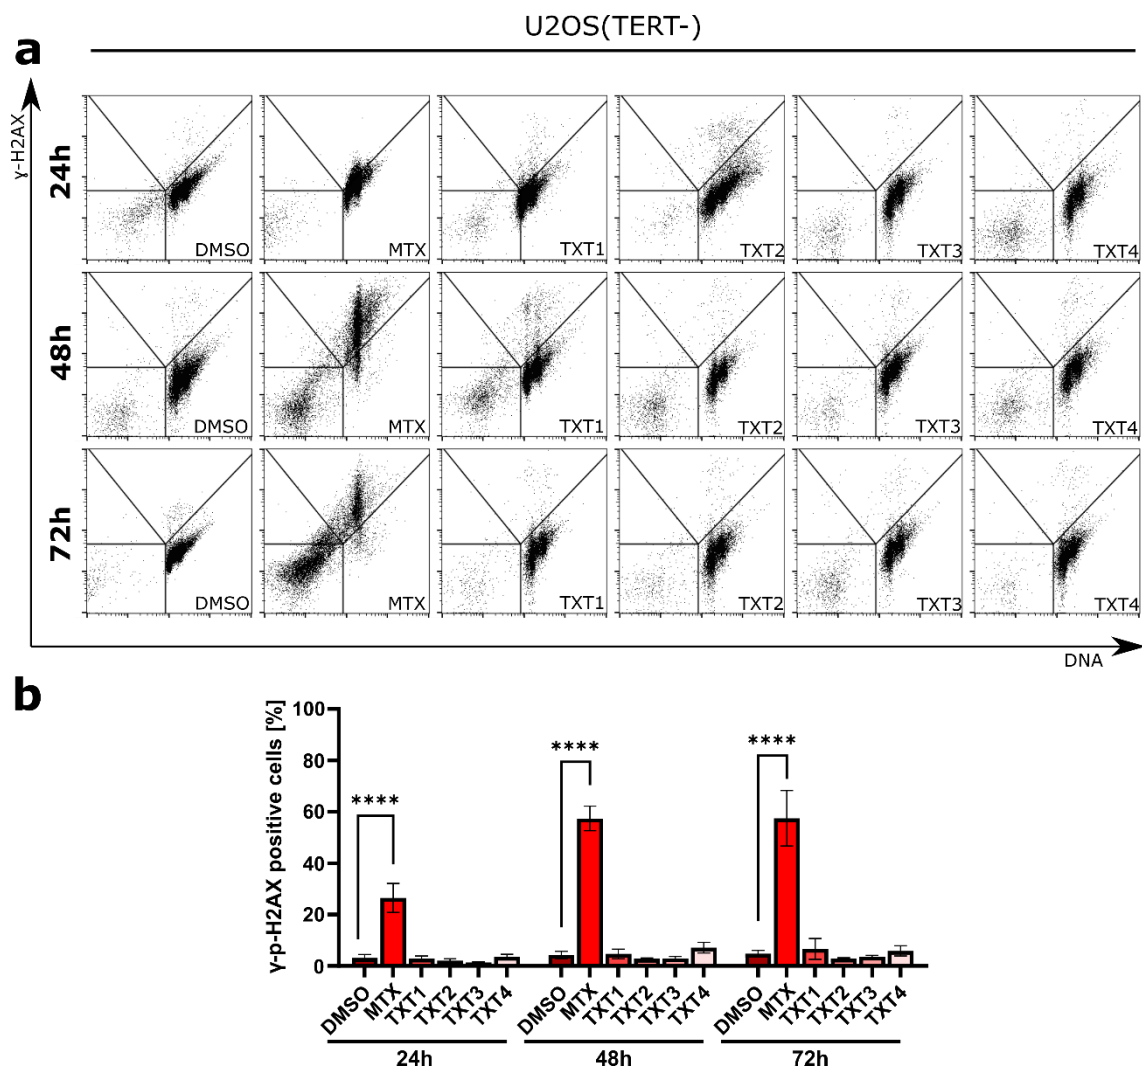 U2OS(TERT-)
a
γ-H2AX
24h
DMSO
MTX
TXT1
TXT2
TXT3
TXT4
48h
DMSO
MTX
TXT1
TXT2
TXT3
TXT4
72h
DMSO
MTX
TXT1
TXT2
TXT3
TXT4
DNA
b
γ-p-H2AX positive cells [%]
100
80
60
40
20
0
****
****
****
DMSO MTX TXT1 TXT2 TXT3 TXT4 DMSO MTX TXT1 TXT2 TXT3 TXT4 DMSO MTX TXT1 TXT2 TXT3 TXT4
24h 48h 72h